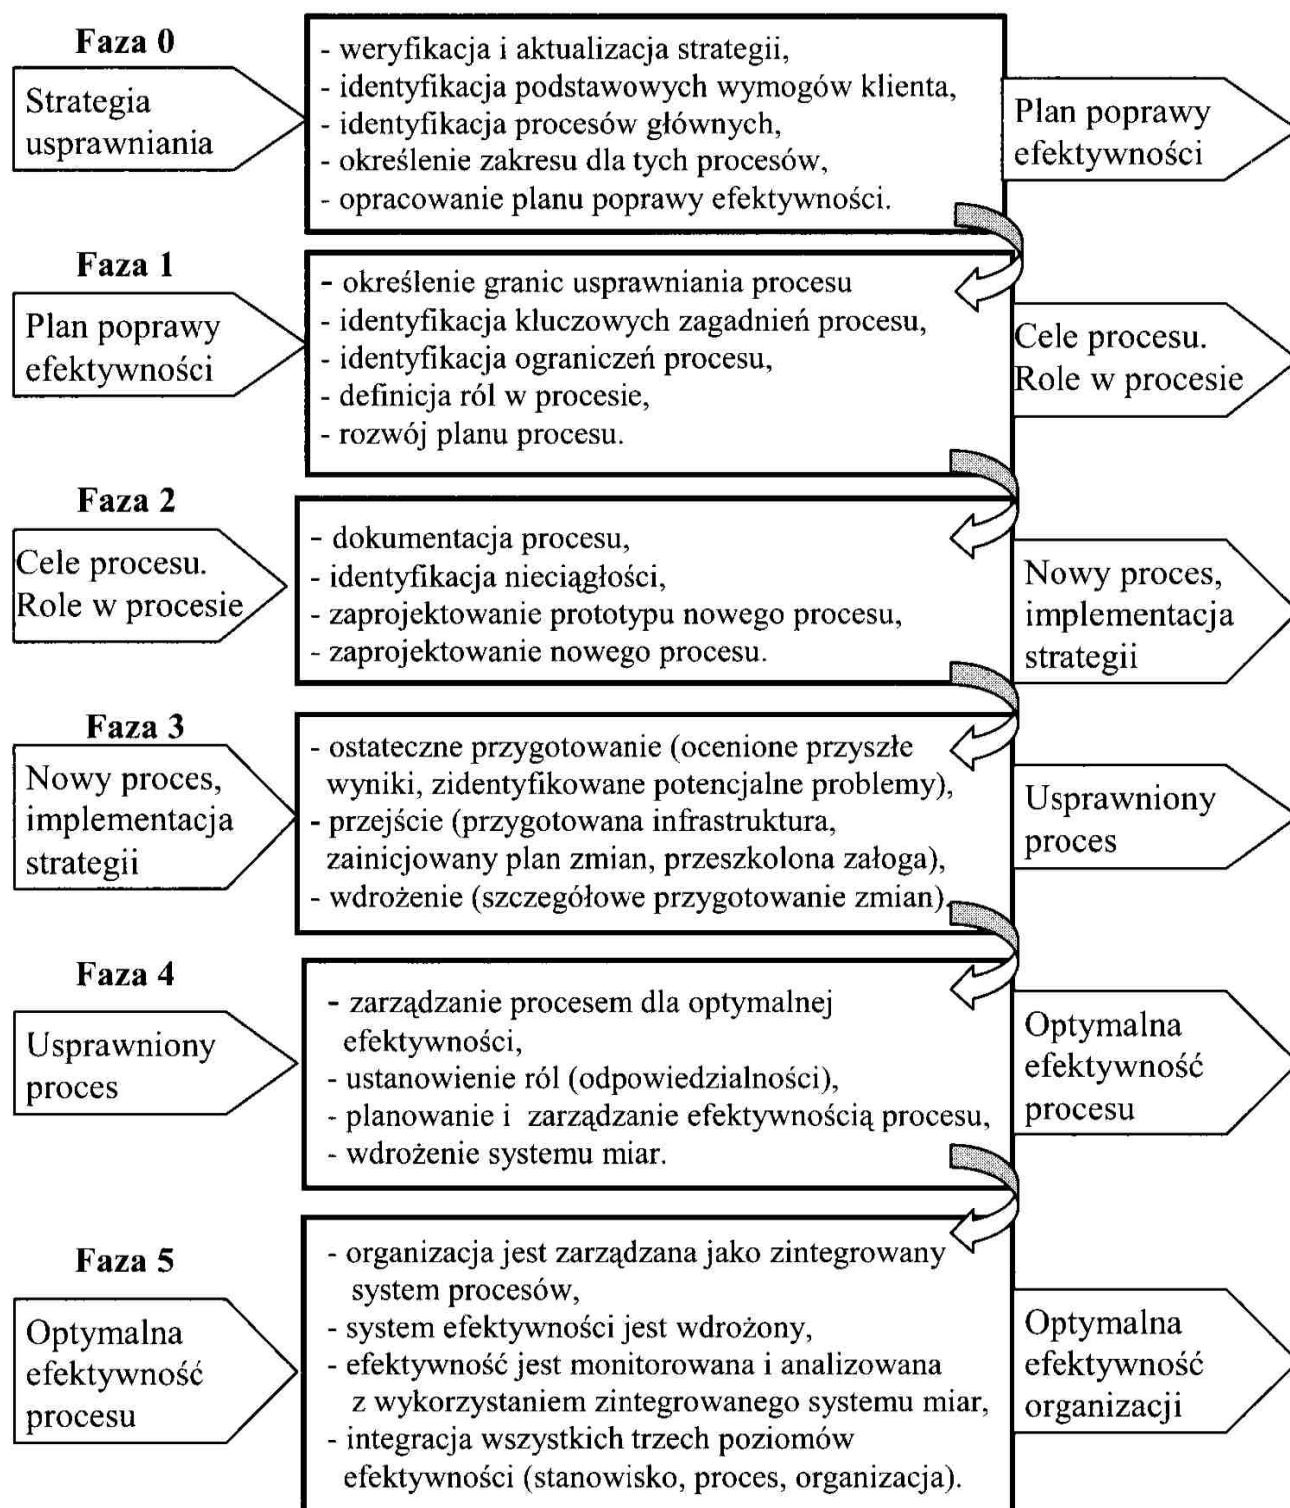 Faza 0
Strategia
usprawniania
- weryfikacja i aktualizacja strategii,
- identyfikacja podstawowych wymogów klienta,
- identyfikacja procesów głównych,
- określenie zakresu dla tych procesów,
- opracowanie planu poprawy efektywności.
Plan poprawy
efektywności
Faza 1
Plan poprawy
efektywności
- określenie granic usprawniania procesu
- identyfikacja kluczowych zagadnień procesu,
- identyfikacja ograniczeń procesu,
- definicja ról w procesie,
- rozwój planu procesu.
Cele procesu.
Role w procesie
Faza 2
Cele procesu.
Role w procesie
- dokumentacja procesu,
- identyfikacja nieciągłości,
- zaprojektowanie prototypu nowego procesu,
- zaprojektowanie nowego procesu.
Nowy proces,
implementacja
strategii
Faza 3
Nowy proces,
implementacja
strategii
- ostateczne przygotowanie (ocenione przyszłe
wyniki, zidentyfikowane potencjalne problemy),
- przejście (przygotowana infrastruktura,
zainicjowany plan zmian, przeszkolona załoga),
- wdrożenie (szczegółowe przygotowanie zmian).
Usprawniony
proces
Faza 4
Usprawniony
proces
- zarządzanie procesem dla optymalnej
efektywności,
- ustanowienie ról (odpowiedzialności),
- planowanie i zarządzanie efektywnością procesu,
- wdrożenie systemu miar.
Optymalna
efektywność
procesu
Faza 5
Optymalna
efektywność
procesu
- organizacja jest zarządzana jako zintegrowany
system procesów,
- system efektywności jest wdrożony,
- efektywność jest monitorowana i analizowana
z wykorzystaniem zintegrowanego systemu miar,
- integracja wszystkich trzech poziomów
efektywności (stanowisko, proces, organizacja).
Optymalna
efektywność
organizacji